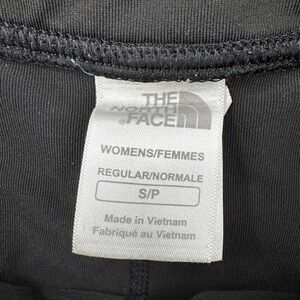 THE
NORTH
FACE
WOMENS/FEMMES
REGULAR/NORMALE
S/P
Made in Vietnam
Fabriqué au Vietnam